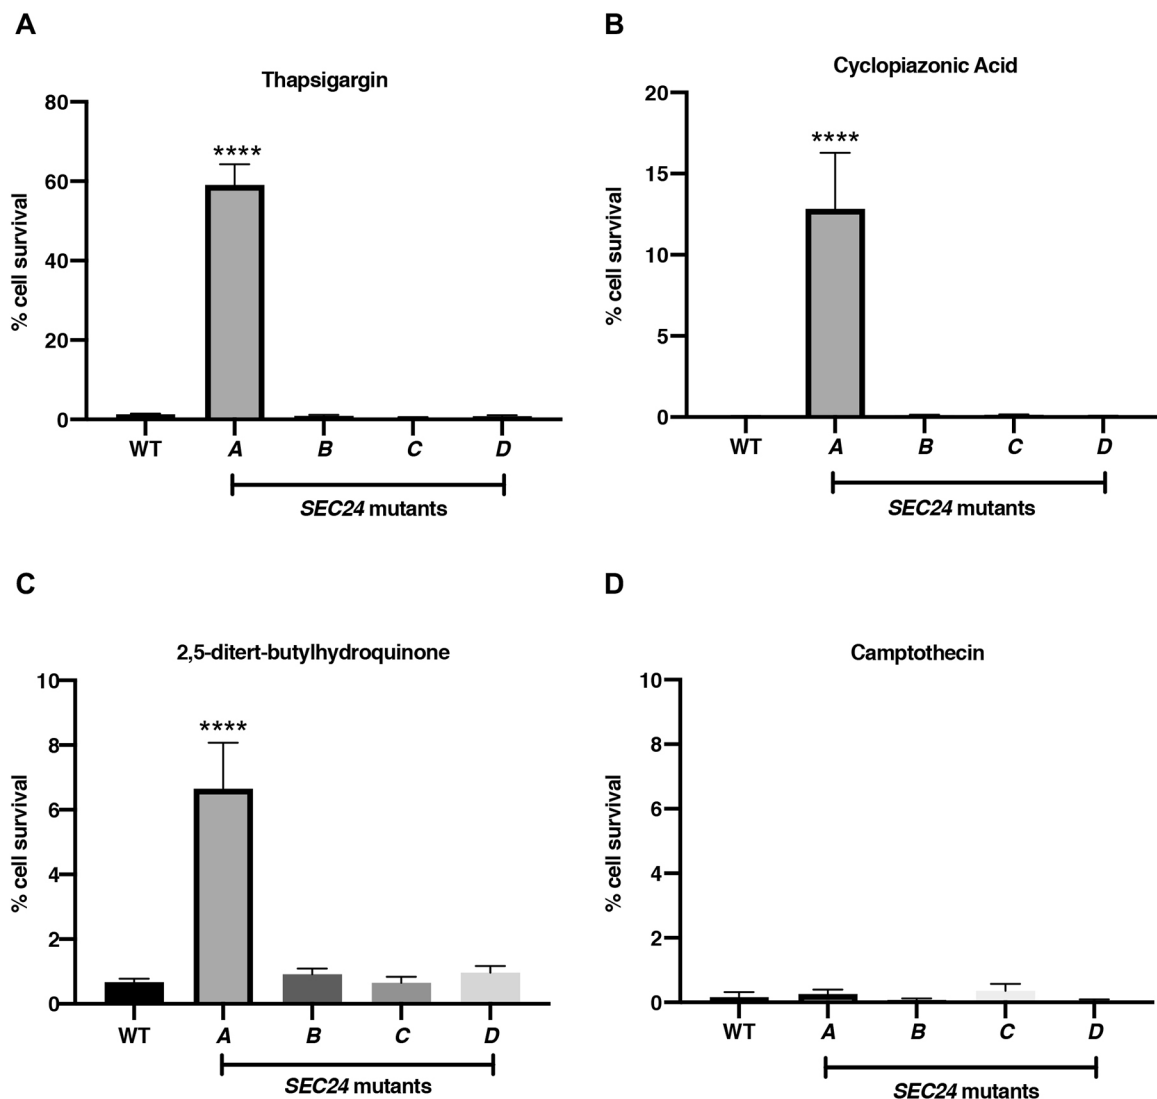 A
Thapsigargin
% cell survival
80
60
40
20
0
****
WT
A
B
C
D
SEC24 mutants
B
Cyclopiazonic Acid
% cell survival
20
15
10
5
0
****
WT
A
B
C
D
SEC24 mutants
C
2,5-ditert-butylhydroquinone
% cell survival
10
8
6
4
2
0
****
WT
A
B
C
D
SEC24 mutants
D
Camptothecin
% cell survival
10
8
6
4
2
0
WT
A
B
C
D
SEC24 mutants